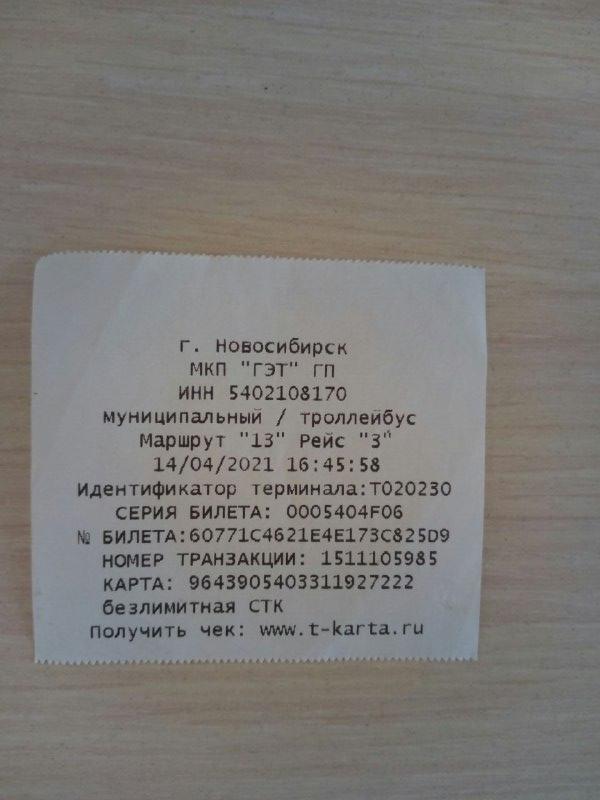 г. Новосибирск
МКП "ГЭТ" ГП
ИНН 5402108170
муниципальный / троллейбус
Маршрут "13" Рейс "3"
14/04/2021 16:45:58
Идентификатор терминала:T020230
СЕРИЯ БИЛЕТА: 0005404F06
№ БИЛЕТА:60771C4621E4E173C825D9
НОМЕР ТРАНЗАКЦИИ: 1511105985
КАРТА: 9643905403311927222
безлимитная СТК
Получить чек: www.t-karta.ru